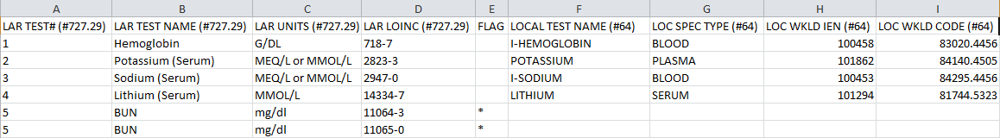 A B C D E F G H I
LAR TEST# (#727.29) LAR TEST NAME (#727.29) LAR UNITS (#727.29) LAR LOINC (#727.29) FLAG LOCAL TEST NAME (#64) LOC SPEC TYPE (#64) LOC WKLD IEN (#64) LOC WKLD CODE (#64)
1 Hemoglobin G/DL 718-7 I-HEMOGLOBIN BLOOD 100458 83020.4456
2 Potassium (Serum) MEQ/L or MMOL/L 2823-3 POTASSIUM PLASMA 101862 84140.4505
3 Sodium (Serum) MEQ/L or MMOL/L 2947-0 I-SODIUM BLOOD 100453 84295.4456
4 Lithium (Serum) MMOL/L 14334-7 LITHIUM SERUM 101294 81744.5323
5 BUN mg/dl 11064-3 *
5 BUN mg/dl 11065-0 *